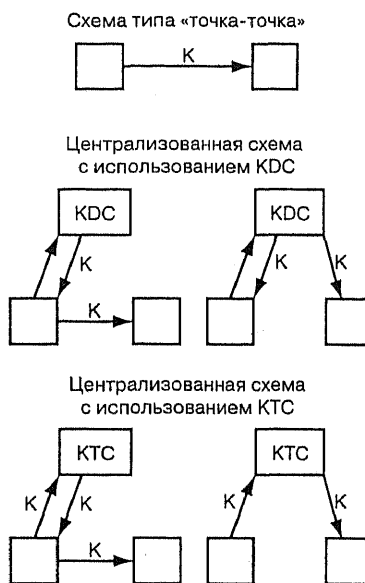 Схема типа «точка-точка»
K
Централизованная схема
с использованием KDC
KDC
KDC
K
K
K
K
Централизованная схема
с использованием KTC
KTC
KTC
K
K
K
K
K